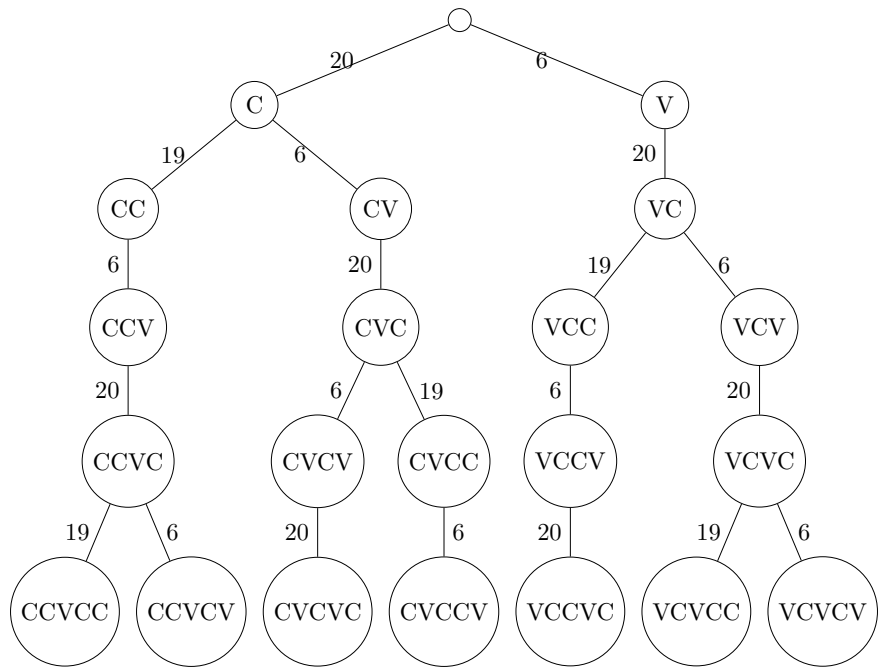 20 6
C V
19 6 20
CC CV VC
6 20 19 6
CCV CVC VCC VCV
20 6 19 6 20
CCVC CVCV CVCC VCCV VCVC
19 6 20 6 20 19 6
CCVCC CCVCV CVCVC CVCCV VCCVC VCVCC VCVCV